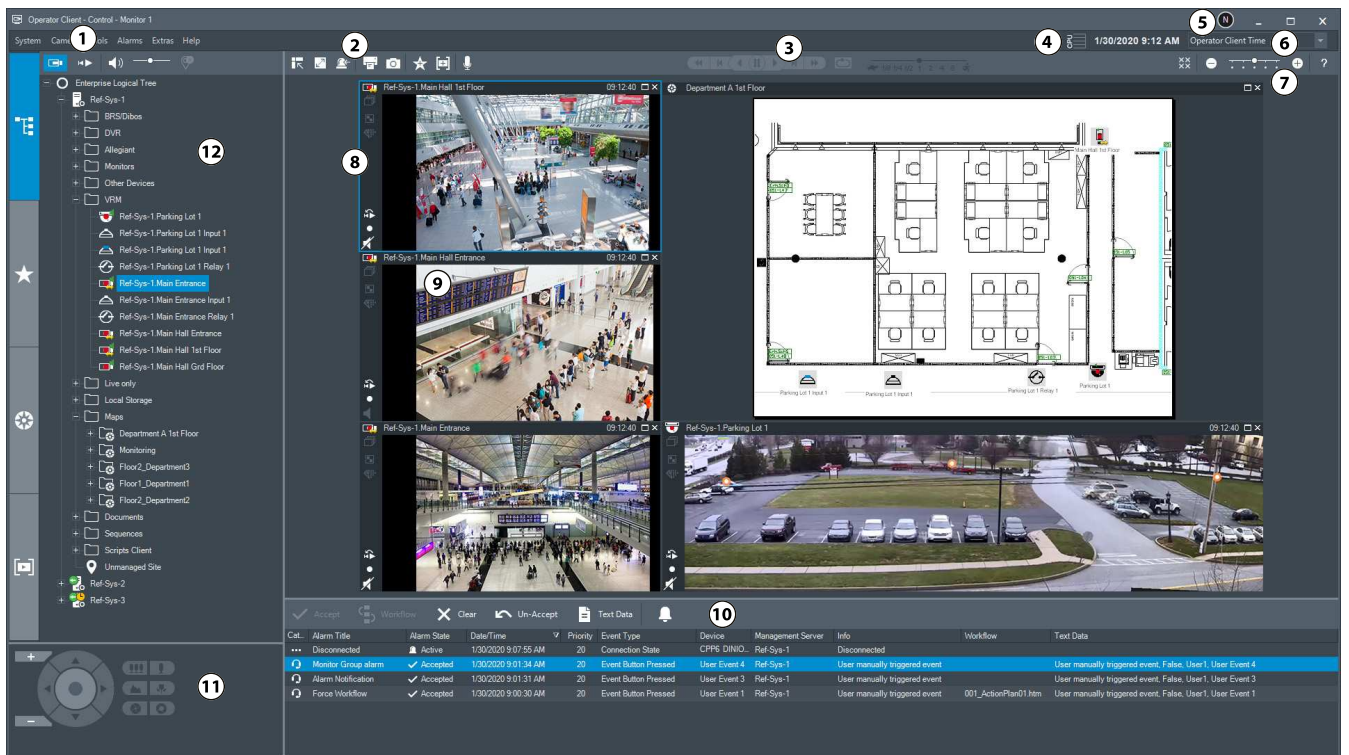 Operator Client - Control - Monitor 1
5
N
System Came 1 ols Alarms Extras Help
2
3
4
1/30/2020 9:12 AM
Operator Client Time
6
7
?
Enterprise Logical Tree
Ref-Sys-1
BRS/Dibos
DVR
Allegiant
12
Monitors
Other Devices
VRM
Ref-Sys-1.Parking Lot 1
Ref-Sys-1.Parking Lot 1 Input 1
Ref-Sys-1.Parking Lot 1 Input 1
Ref-Sys-1.Parking Lot 1 Relay 1
Ref-Sys-1.Main Entrance
Ref-Sys-1.Main Entrance Input 1
Ref-Sys-1.Main Entrance Relay 1
Ref-Sys-1.Main Hall Entrance
Ref-Sys-1.Main Hall 1st Floor
Ref-Sys-1.Main Hall Grd Floor
Live only
Local Storage
Maps
Department A 1st Floor
Monitoring
Floor2_Department3
Floor1_Department1
Floor2_Department2
Documents
Sequences
Scripts Client
Unmanaged Site
Ref-Sys-2
Ref-Sys-3
Ref-Sys-1.Main Hall 1st Floor 09:12:40
8
Ref-Sys-1.Main Hall Entrance 09:12:40
9
Ref-Sys-1.Main Entrance 09:12:40
Department A 1st Floor
Main Hall 1st Floor
Parking Lot 1 Input 1
Parking Lot 1 Input 1
Parking Lot 1 Relay 1
Parking Lot 1
Ref-Sys-1.Parking Lot 1 09:12:40
Accept Workflow Clear Un-Accept Text Data
10
Cat.. Alarm Title Alarm State Date/Time Priority Event Type Device Management Server Info Workflow Text Data
Disconnected Active 1/30/2020 9:07:55 AM 20 Connection State CPP6 DINIO... Ref-Sys-1 Disconnected
Monitor Group alarm Accepted 1/30/2020 9:01:34 AM 20 Event Button Pressed User Event 4 Ref-Sys-1 User manually triggered event User manually triggered event, False, User1, User Event 4
Alarm Notification Accepted 1/30/2020 9:01:31 AM 20 Event Button Pressed User Event 3 Ref-Sys-1 User manually triggered event User manually triggered event, False, User1, User Event 3
Force Workflow Accepted 1/30/2020 9:00:30 AM 20 Event Button Pressed User Event 1 Ref-Sys-1 User manually triggered event 001_ActionPlan01.htm User manually triggered event, False, User1, User Event 1
11